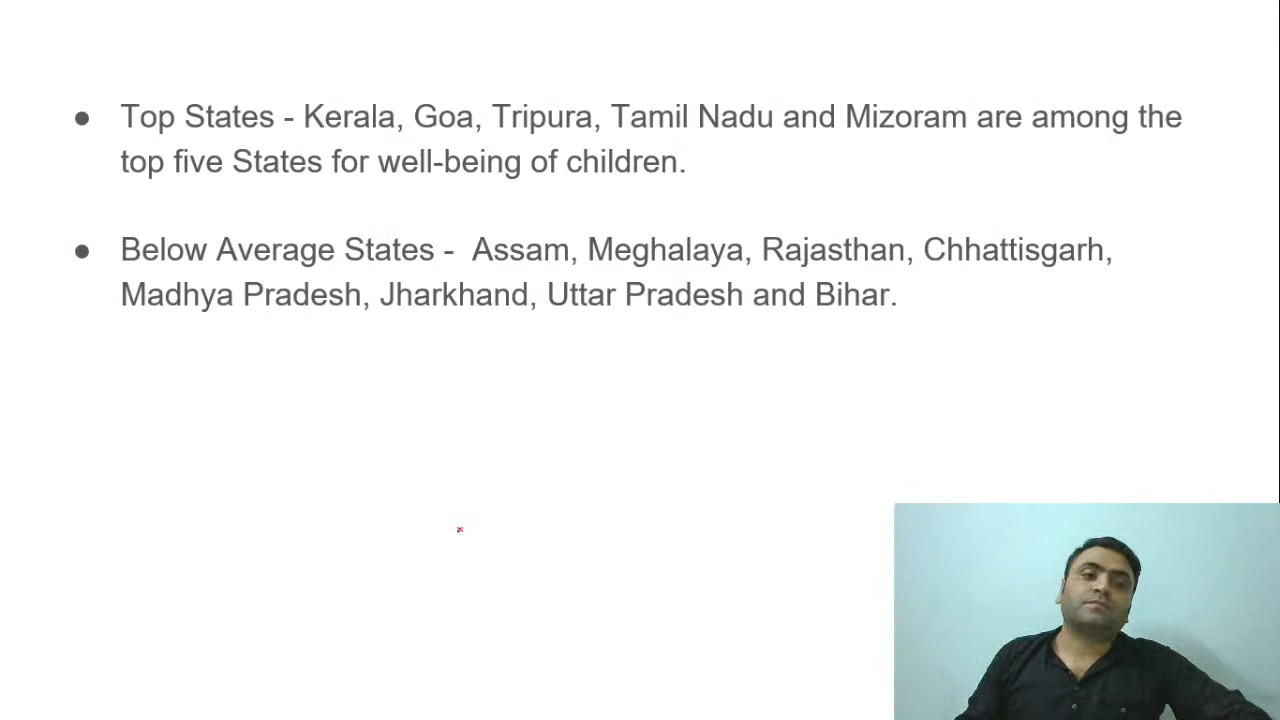 ● Top States - Kerala, Goa, Tripura, Tamil Nadu and Mizoram are among the
top five States for well-being of children.
● Below Average States -  Assam, Meghalaya, Rajasthan, Chhattisgarh,
Madhya Pradesh, Jharkhand, Uttar Pradesh and Bihar.